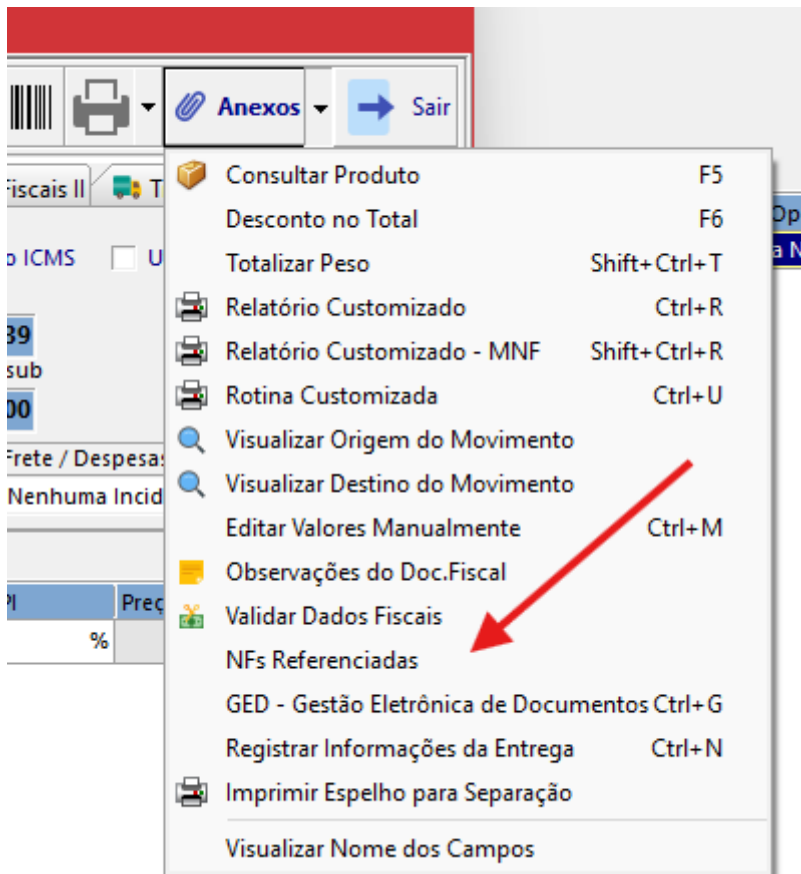 Anexos
Sair
Fiscais II
T
Consultar Produto F5
Desconto no Total F6
Op
o ICMS
U
Totalizar Peso Shift+Ctrl+T
a N
Relatório Customizado Ctrl+R
39
Relatório Customizado - MNF Shift+Ctrl+R
sub
00
Rotina Customizada Ctrl+U
Visualizar Origem do Movimento
Frete / Despesas
Visualizar Destino do Movimento
Nenhuma Incid
Editar Valores Manualmente Ctrl+M
Observações do Doc.Fiscal
PI
Preç
Validar Dados Fiscais
%
NFs Referenciadas
GED - Gestão Eletrônica de Documentos Ctrl+G
Registrar Informações da Entrega Ctrl+N
Imprimir Espelho para Separação
Visualizar Nome dos Campos